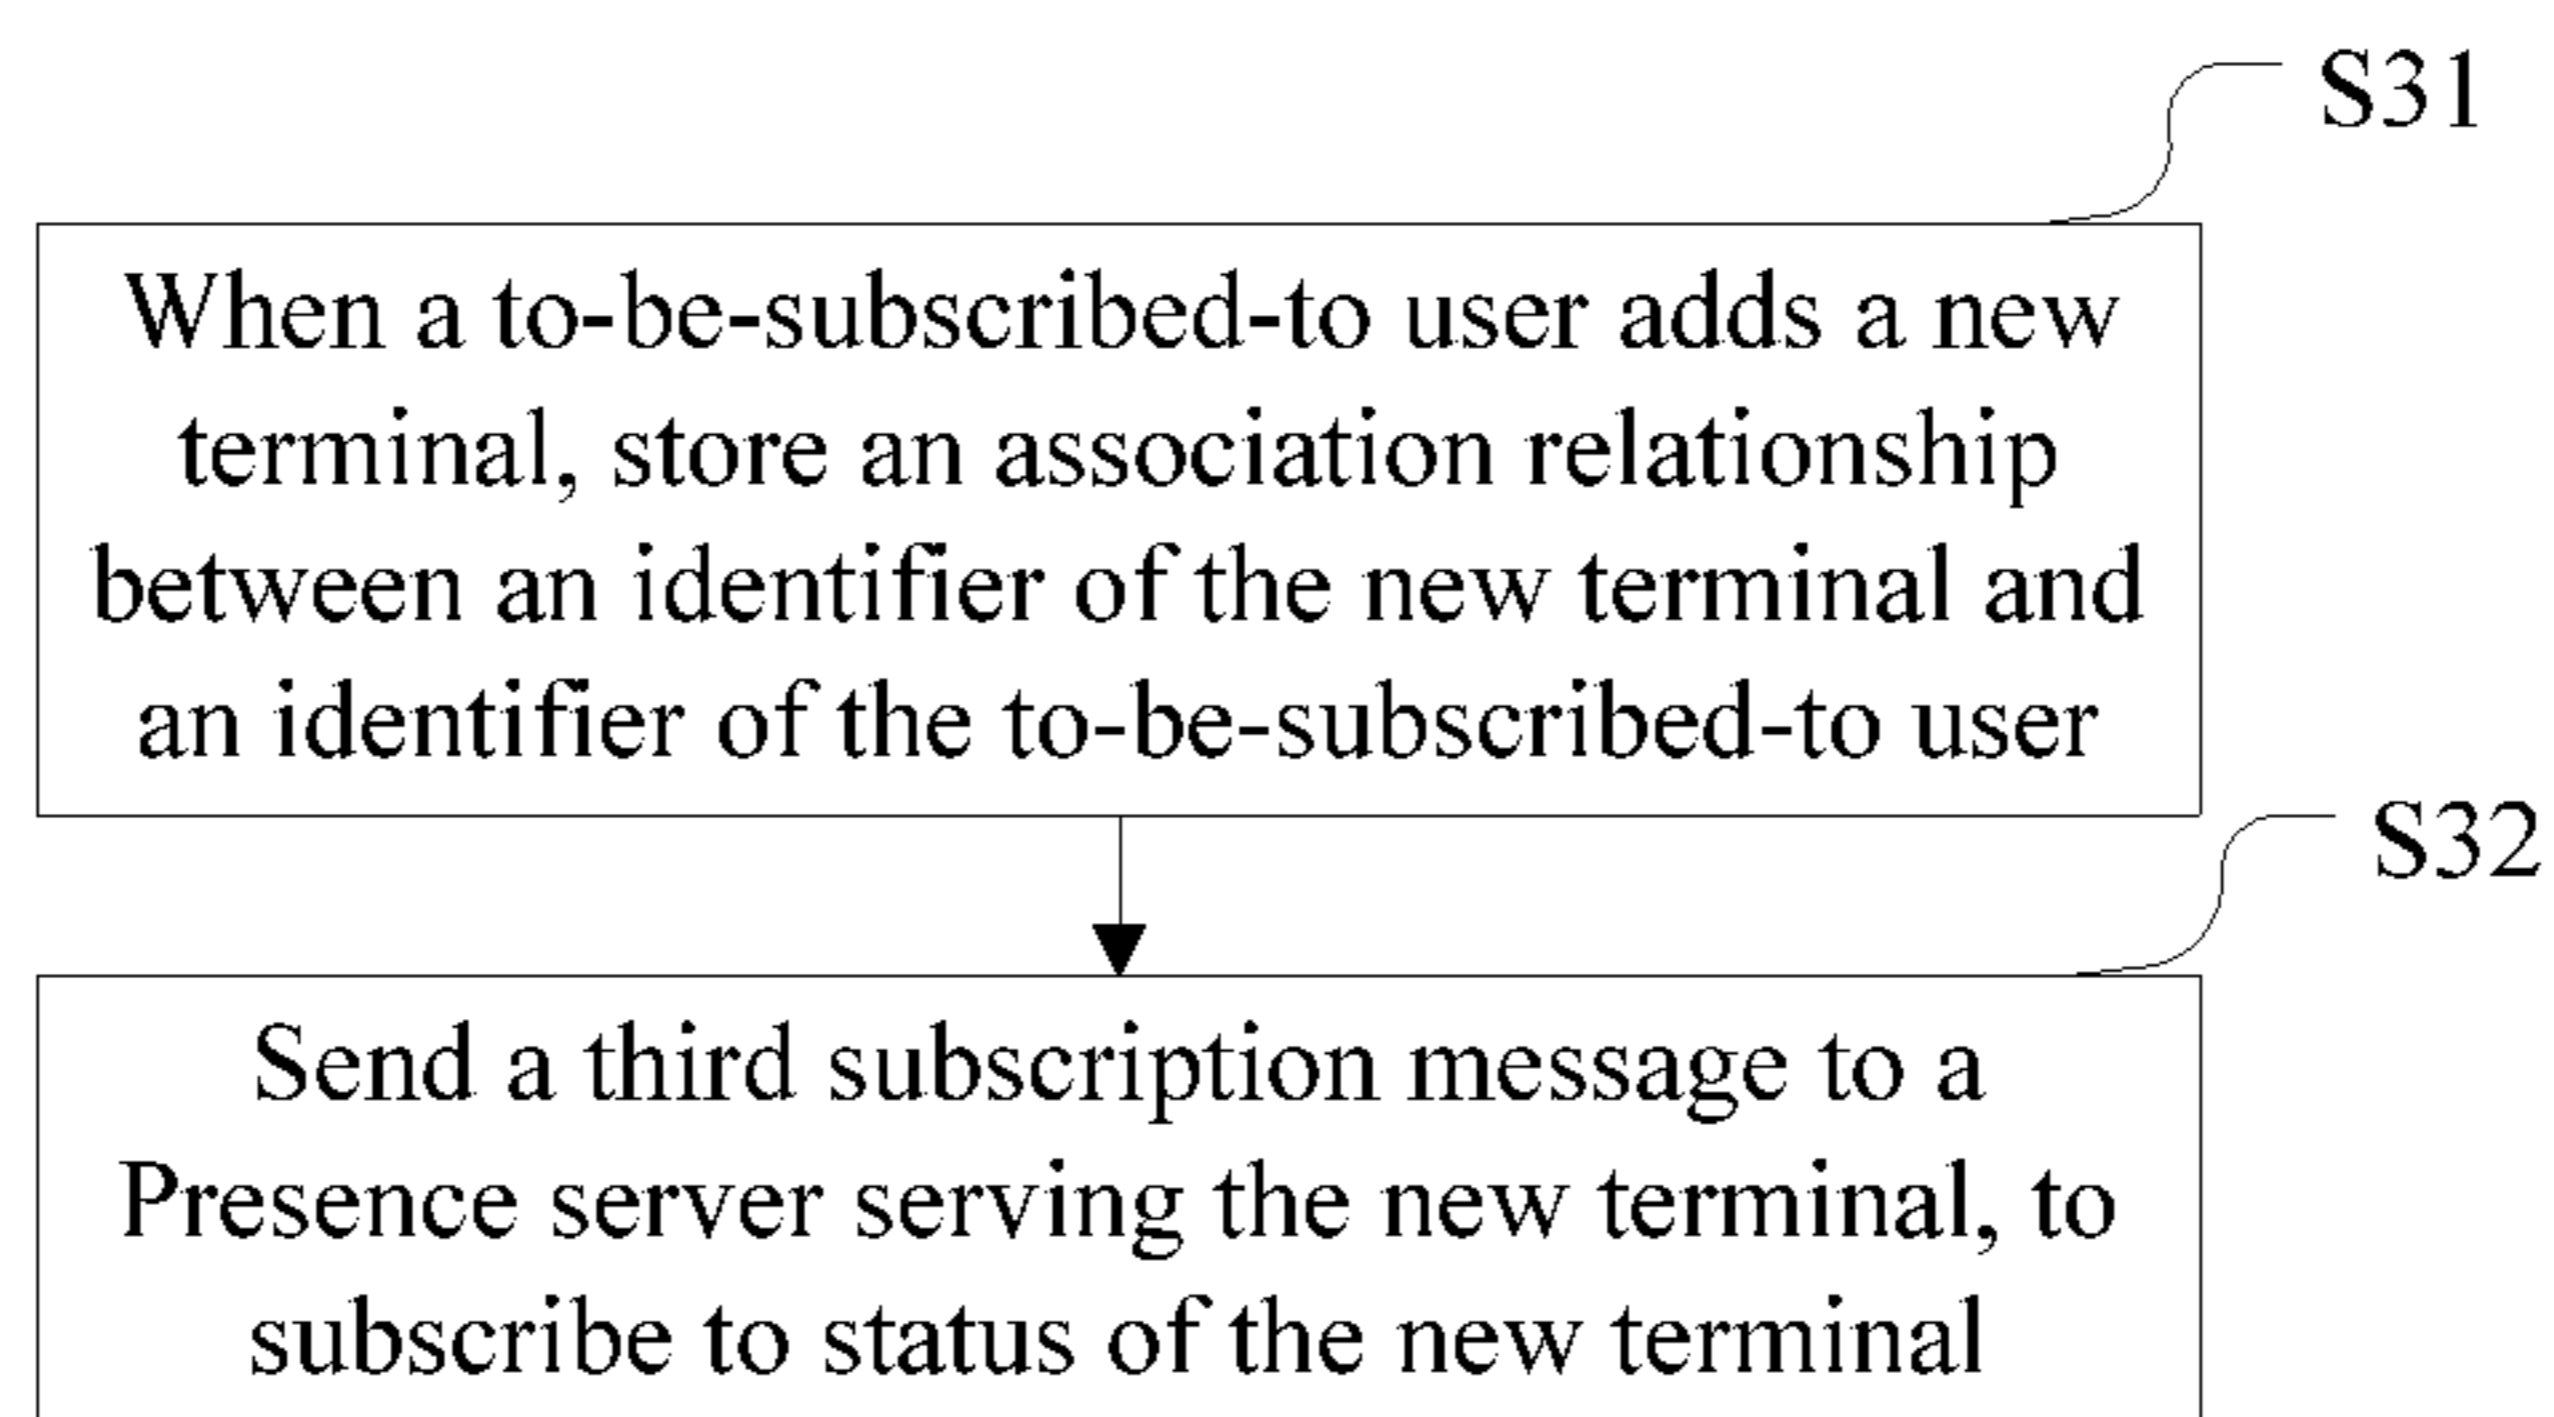 S31
When a to-be-subscribed-to user adds a new
terminal, store an association relationship
between an identifier of the new terminal and
an identifier of the to-be-subscribed-to user
S32
Send a third subscription message to a
Presence server serving the new terminal, to
subscribe to status of the new terminal